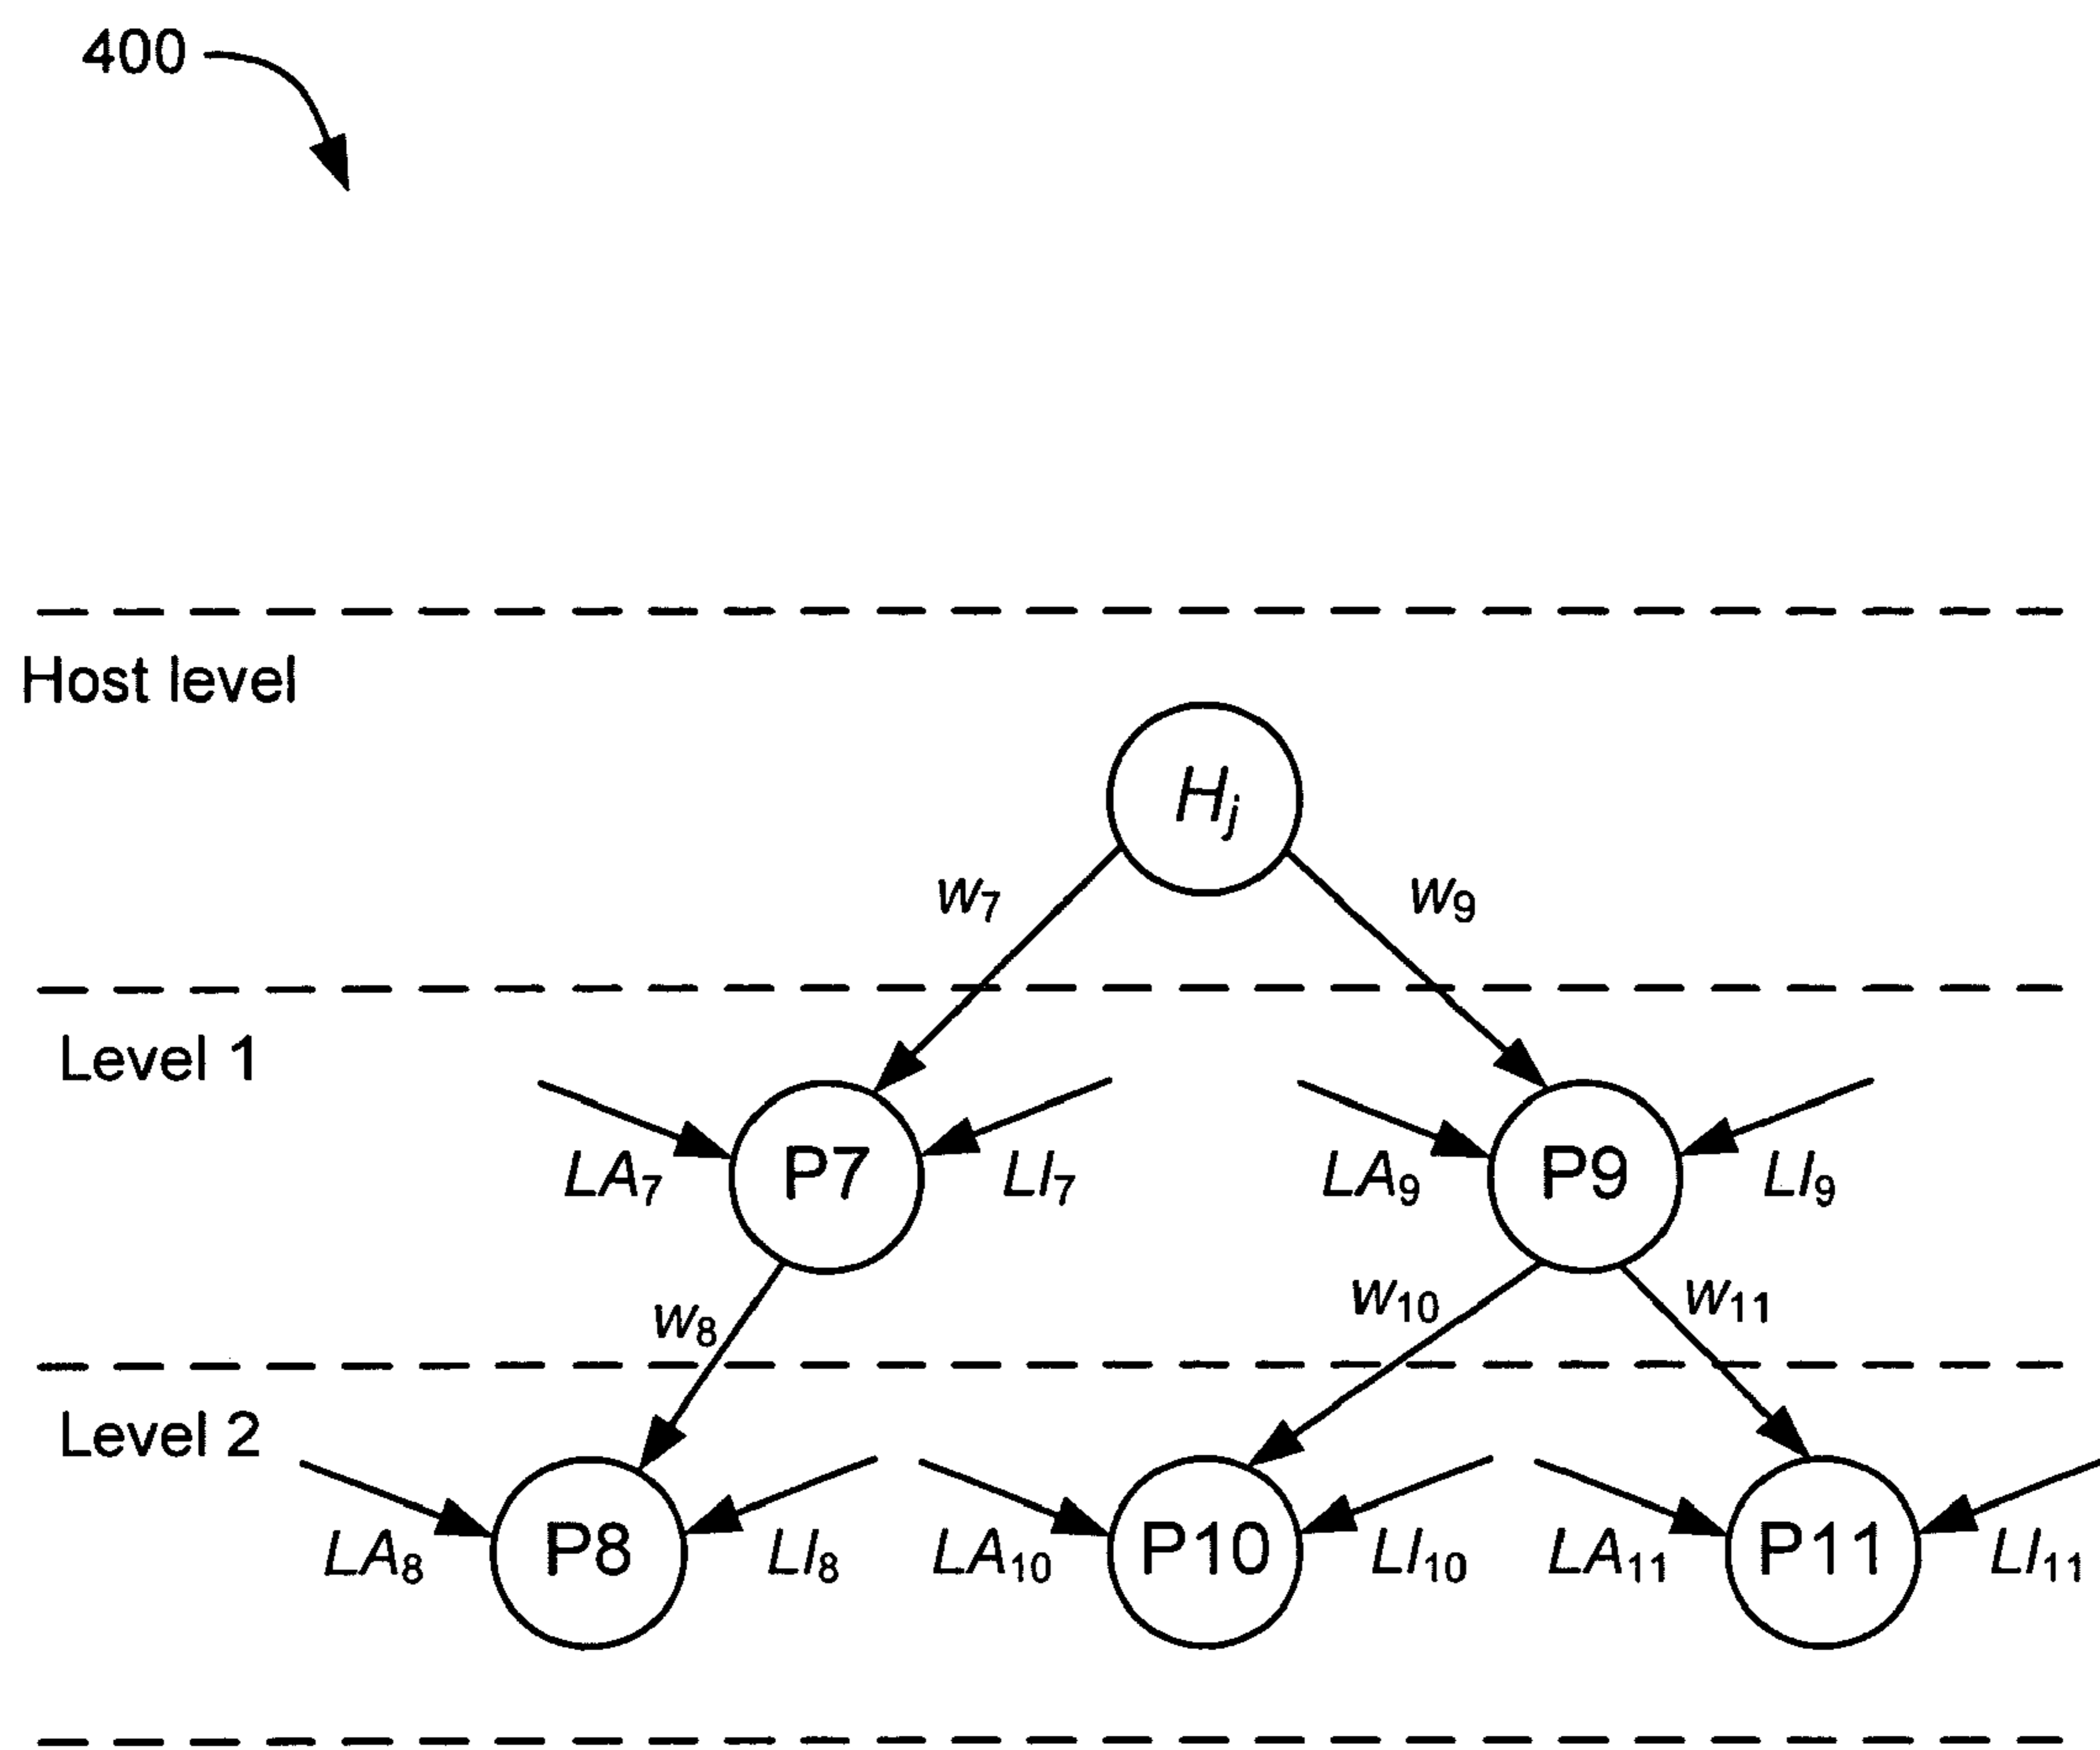 400
Host level
Hj
w7 w9
Level 1
LA7 P7 LI7 LA9 P9 LI9
w8 w10 w11
Level 2
LA8 P8 LI8 LA10 P10 LI10 LA11 P11 LI11